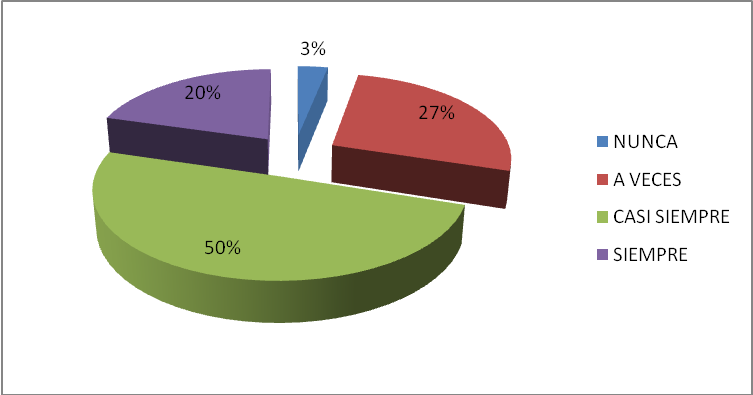 3%
27%
50%
20%
NUNCA
A VECES
CASI SIEMPRE
SIEMPRE